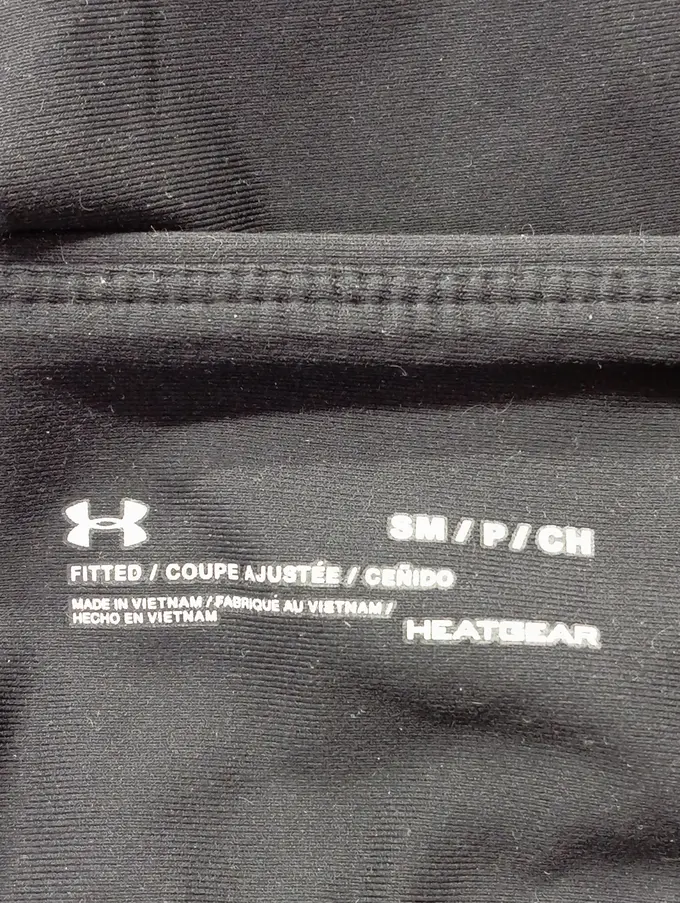 SM / P / CH
FITTED / COUPE AJUSTÉE / CEÑIDO
MADE IN VIETNAM / FABRIQUÉ AU VIETNAM /
HECHO EN VIETNAM
HEATGEAR